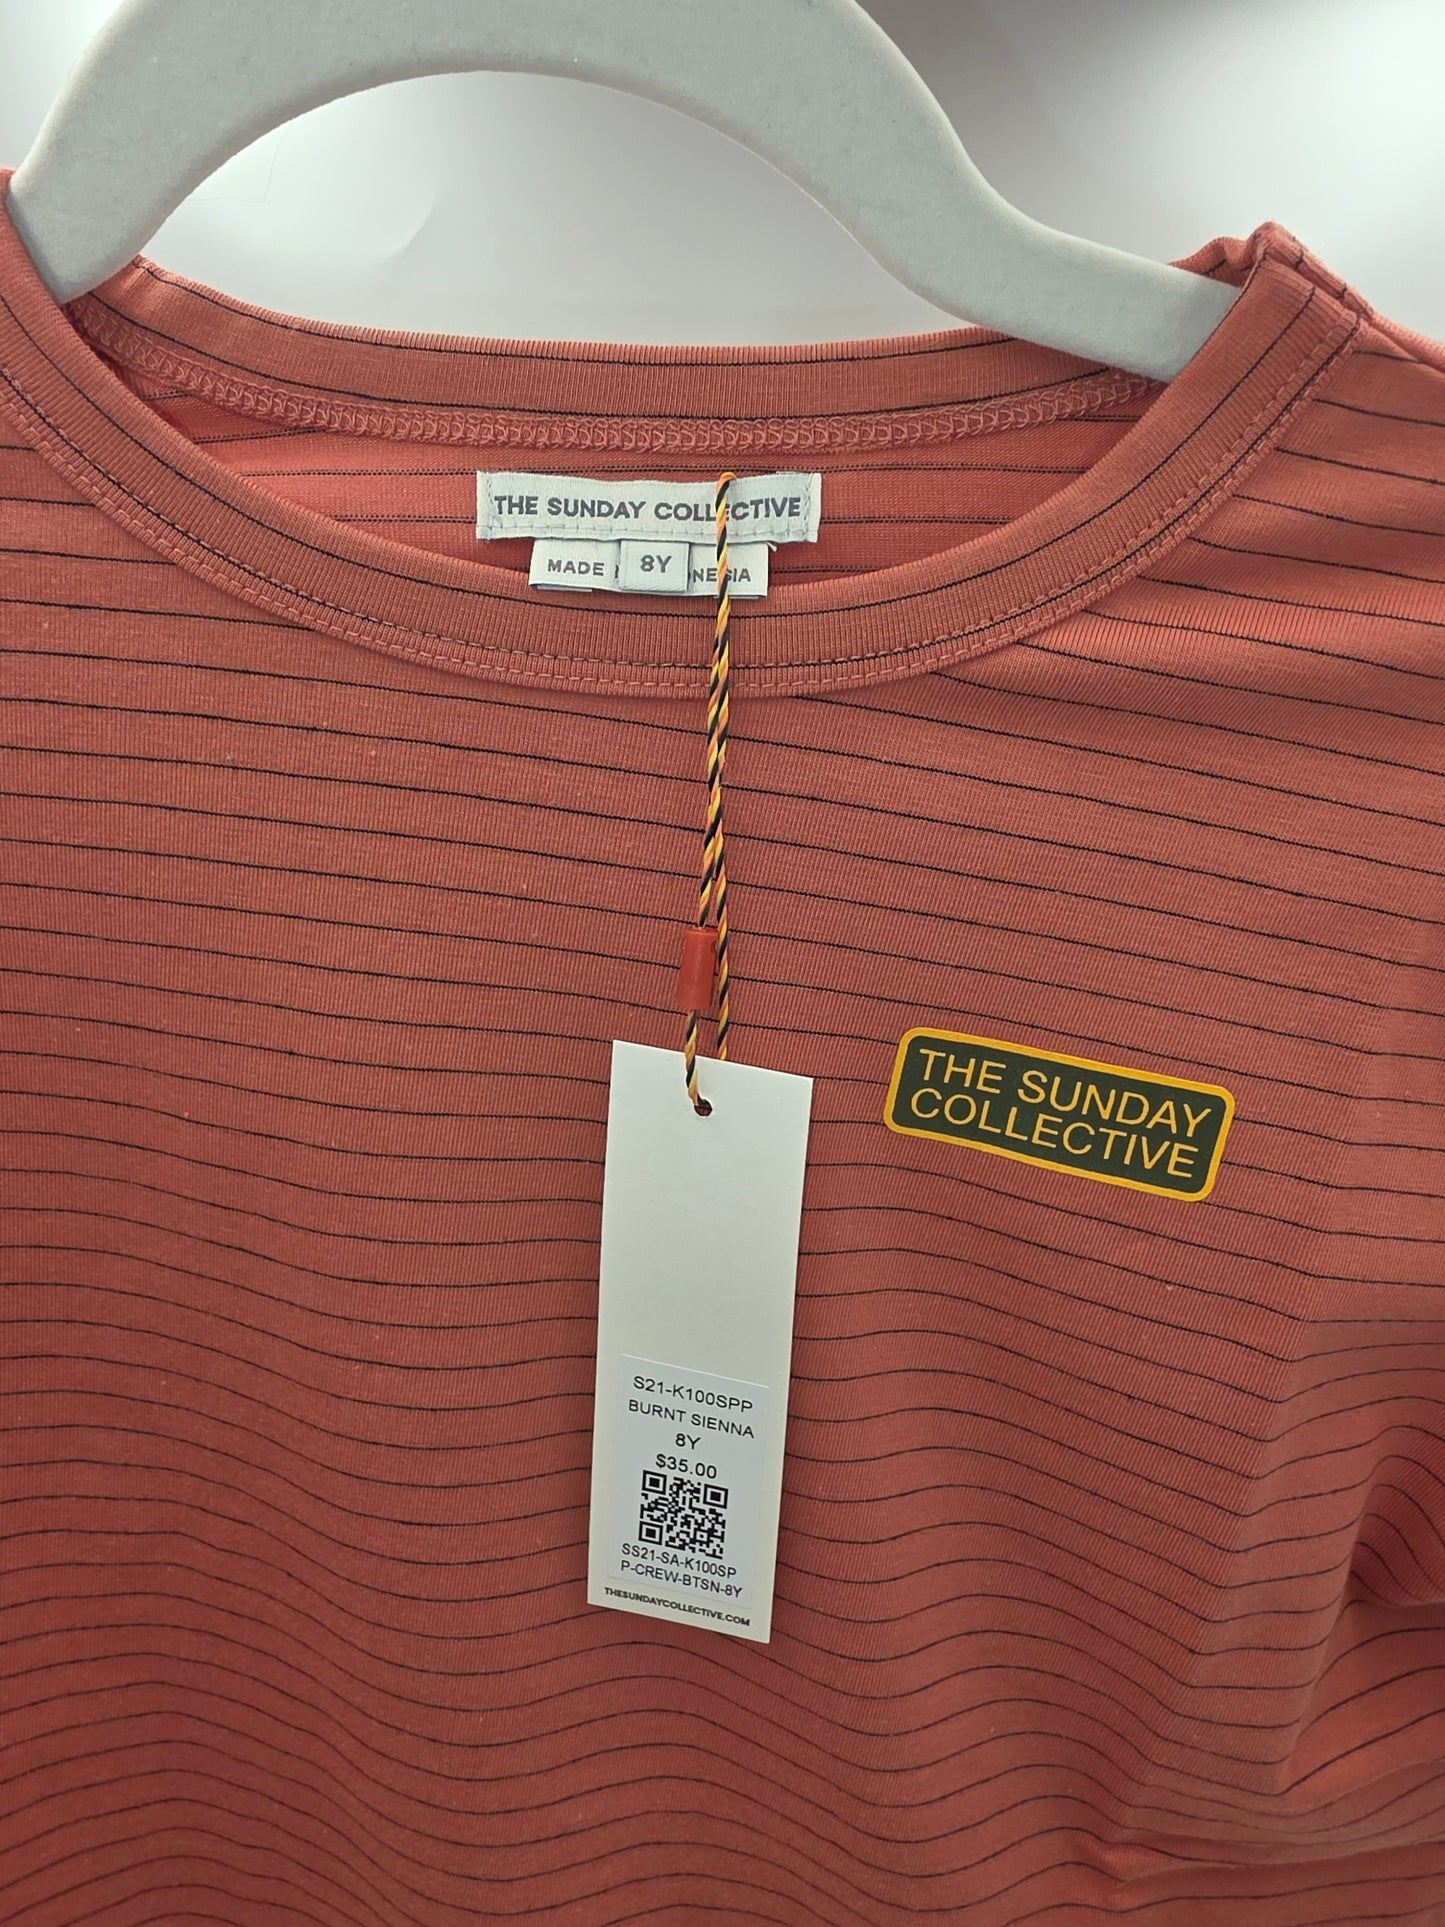 THE SUNDAY COLLECTIVE
MADE
8Y
THE SUNDAY
COLLECTIVE
S21-K100SPP
BURNT SIENNA
8Y
$35.00
SS21-SA-K100SP
P-CREW-BTSN-8Y
THESUNDAYCOLLECTIVE.COM